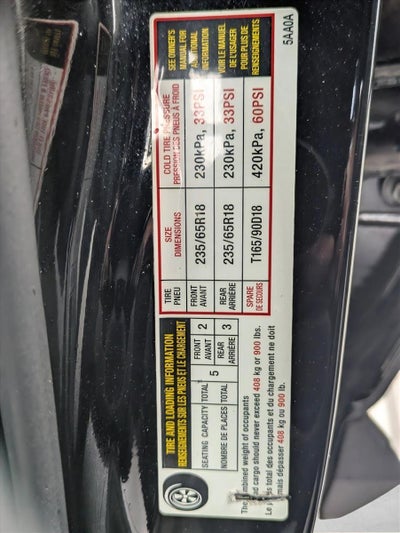 TIRE AND LOADING INFORMATION
RENSEIGNEMENTS SUR LES PNEUS ET LE CHARGEMENT
SEATING CAPACITY TOTAL
NOMBRE DE PLACES TOTAL
5
FRONT
AVANT
2
REAR
ARRIÈRE
3
The combined weight of occupants
and cargo should never exceed 408 kg or 900 lbs.
Le total des occupants et du chargement ne doit
jamais dépasser 408 kg ou 900 lb.
TIRE
PNEU
SIZE
DIMENSIONS
COLD TIRE PRESSURE
PRESSION DES PNEUS À FROID
FRONT
AVANT
235/65R18
230kPa, 33PSI
REAR
ARRIÈRE
235/65R18
230kPa, 33PSI
SPARE
DE SECOURS
T165/90D18
420kPa, 60PSI
SEE OWNER'S
MANUAL FOR
ADDITIONAL
INFORMATION
VOIR LE MANUEL
DE L'USAGER
POUR PLUS DE
RENSEIGNEMENTS
5AA0A